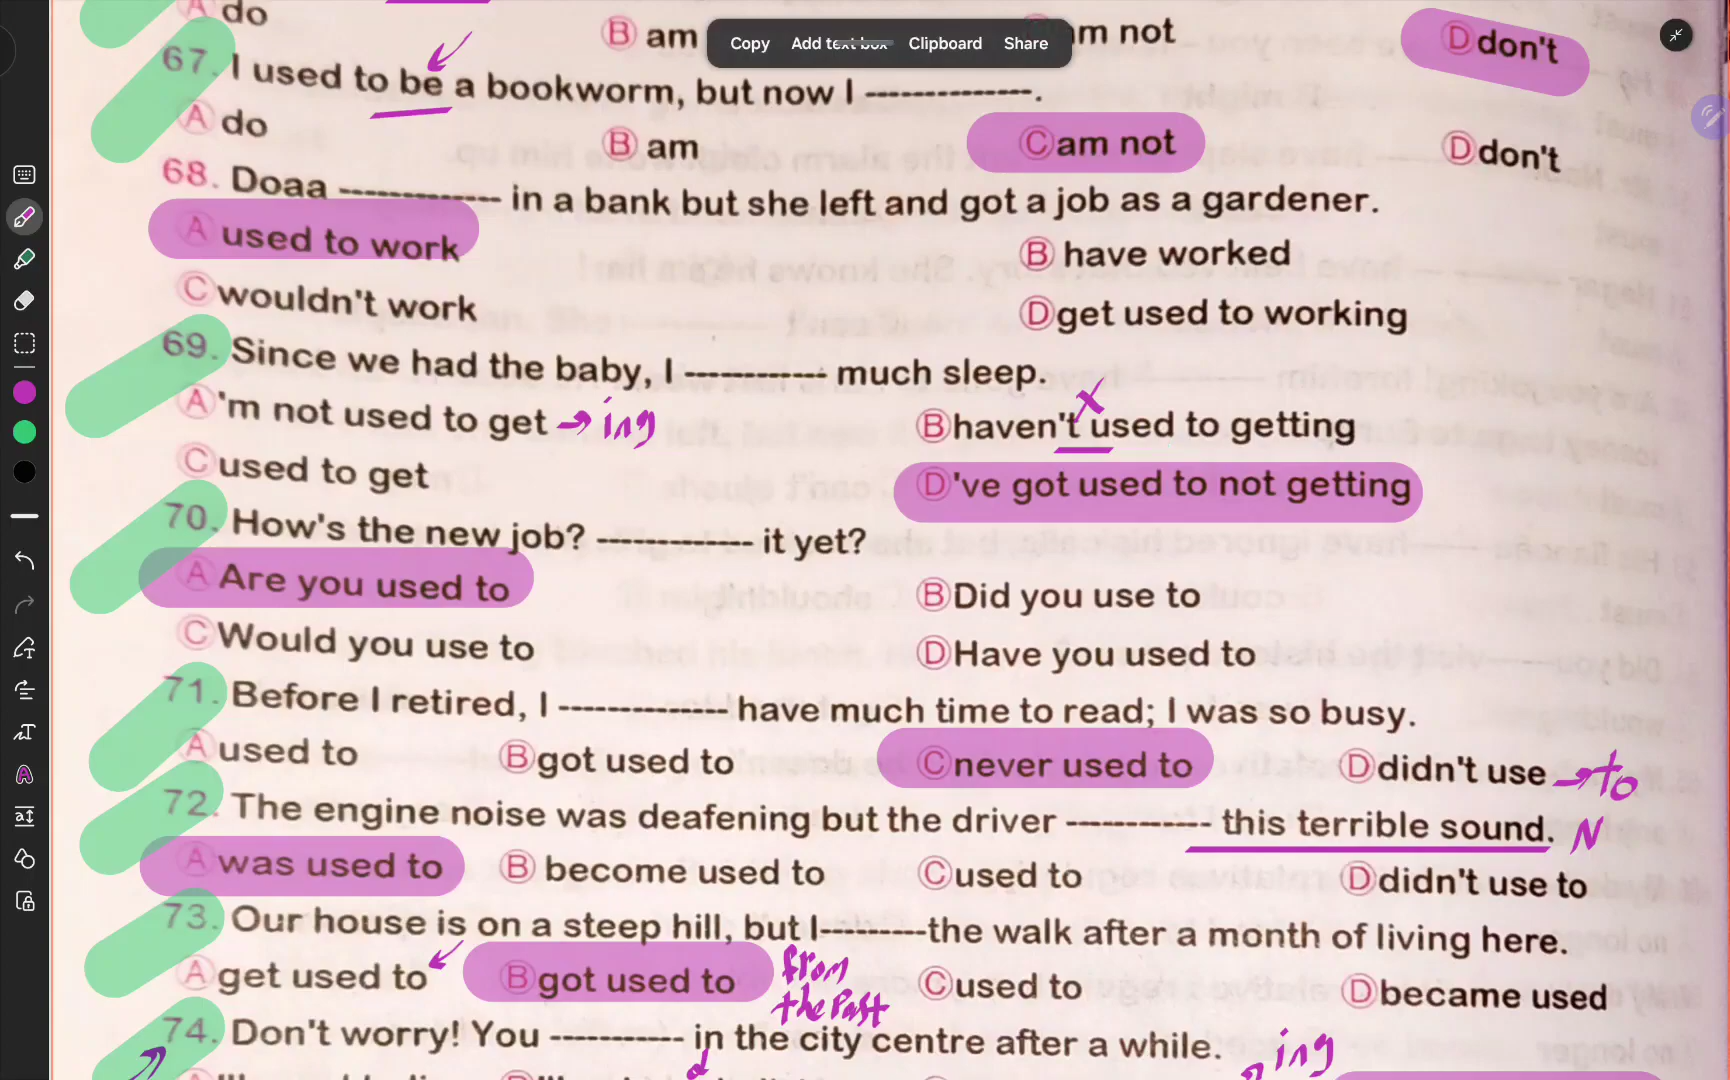 A do
B am
am not
D don't
Copy Add text box Clipboard Share
67. I used to be a bookworm, but now I -------------.
A do
B am
C am not
D don't
68. Doaa ------------- in a bank but she left and got a job as a gardener.
A used to work
B have worked
C wouldn't work
D get used to working
69. Since we had the baby, I ------------ much sleep.
A 'm not used to get → ing
B haven't used to getting
x
C used to get
D 've got used to not getting
70. How's the new job? ------------- it yet?
A Are you used to
B Did you use to
C Would you use to
D Have you used to
71. Before I retired, I -------------- have much time to read; I was so busy.
A used to
B got used to
C never used to
D didn't use → to
72. The engine noise was deafening but the driver ------------ this terrible sound. N
A was used to
B become used to
C used to
D didn't use to
73. Our house is on a steep hill, but I---------the walk after a month of living here.
A get used to
B got used to
from
the Past
C used to
D became used
74. Don't worry! You ----------- in the city centre after a while.
ing